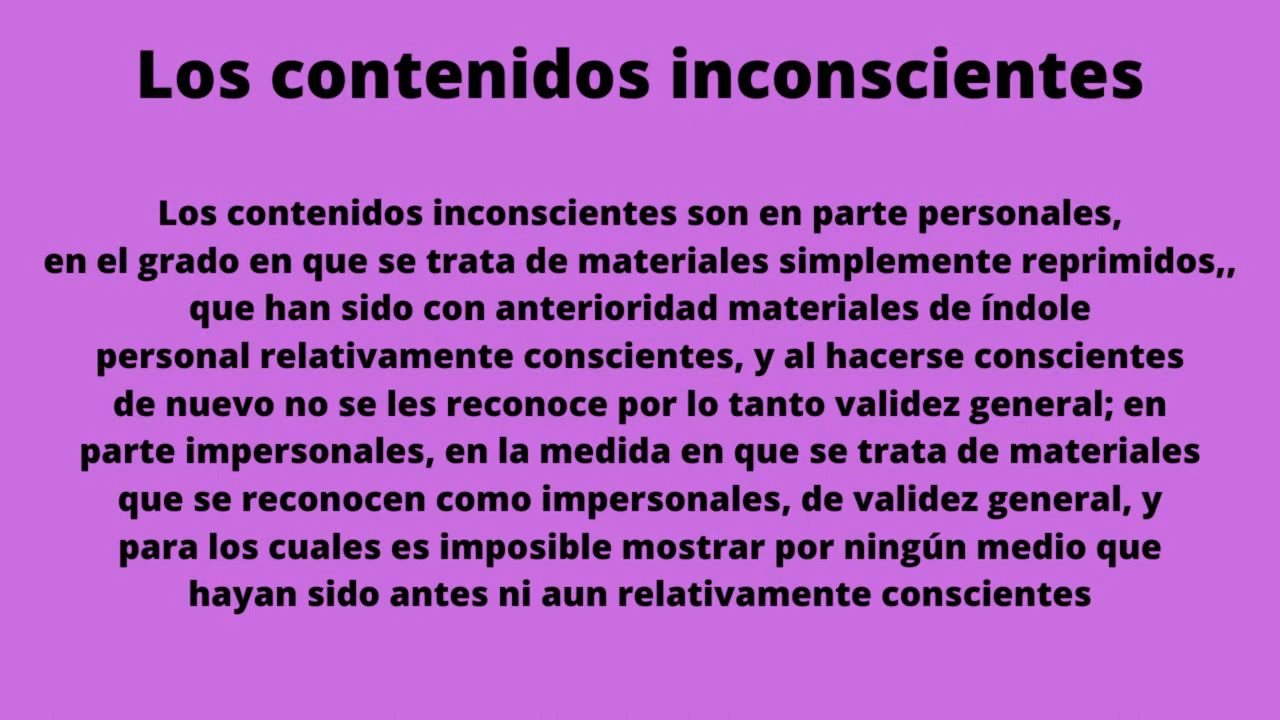 Los contenidos inconscientes
Los contenidos inconscientes son en parte personales,
en el grado en que se trata de materiales simplemente reprimidos,,
que han sido con anterioridad materiales de índole
personal relativamente conscientes, y al hacerse conscientes
de nuevo no se les reconoce por lo tanto validez general; en
parte impersonales, en la medida en que se trata de materiales
que se reconocen como impersonales, de validez general, y
para los cuales es imposible mostrar por ningún medio que
hayan sido antes ni aun relativamente conscientes